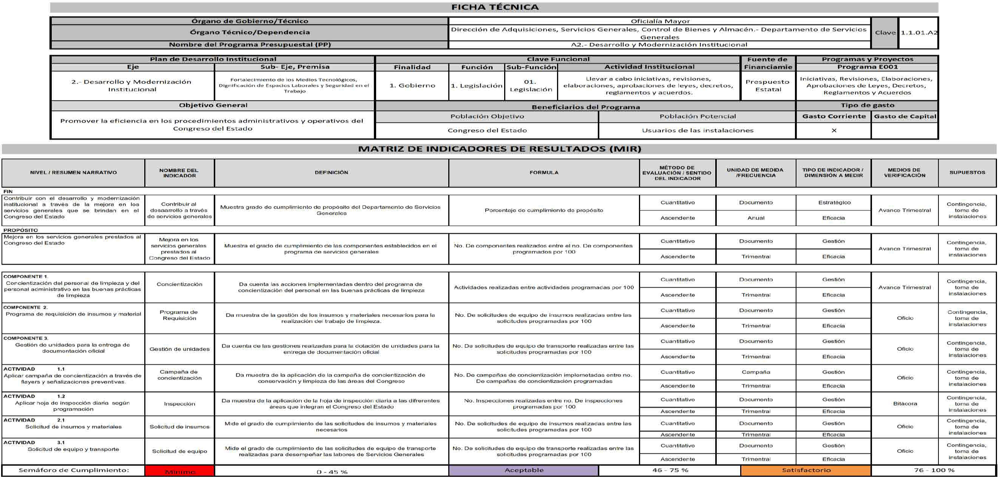 FICHA TÉCNICA
Órgano de Gobierno/Técnico
Oficialía Mayor
Órgano Técnico/Dependencia
Dirección de Adquisiciones, Servicios Generales, Control de Bienes y Almacén.- Departamento de Servicios
Generales
Clave
1.1.01.A2
Nombre del Programa Presupuestal (PP)
A2.- Desarrollo y Modernización Institucional
Plan de Desarrollo Institucional
Clave Funcional
Fuente de
Financiamie
Programas y Proyectos
Eje
Sub- Eje, Premisa
Finalidad
Función
Sub-Función
Actividad Institucional
Programa E001
2.- Desarrollo y Modernización
Institucional
Fortalecimiento de los Medios Tecnológicos,
Dignificación de Espacios Laborales y Seguridad en el
Trabajo
1. Gobierno
1. Legislación
01.
Legislación
Llevar a cabo iniciativas, revisiones,
elaboraciones, aprobaciones de leyes, decretos,
reglamentos y acuerdos.
Prespuesto
Estatal
Iniciativas, Revisiones, Elaboraciones,
Aprobaciones de Leyes, Decretos,
Reglamentos y Acuerdos
Objetivo General
Beneficiarios del Programa
Tipo de gasto
Población Objetivo
Población Potencial
Gasto Corriente
Gasto de Capital
Promover la eficiencia en los procedimientos administrativos y operativos del
Congreso del Estado
Congreso del Estado
Usuarios de las instalaciones
X
MATRIZ DE INDICADORES DE RESULTADOS (MIR)
NIVEL / RESUMEN NARRATIVO
NOMBRE DEL
INDICADOR
DEFINICIÓN
FORMULA
MÉTODO DE
EVALUACIÓN / SENTIDO
DEL INDICADOR
UNIDAD DE MEDIDA
/FRECUENCIA
TIPO DE INDICADOR /
DIMENSIÓN A MEDIR
MEDIOS DE
VERIFICACIÓN
SUPUESTOS
FIN
Contribuir con el desarrollo y modernización
institucional a través de la mejora en los
servicios generales que se brindan en el
Congreso del Estado
Contribuir al
desaarrollo a través
de servicios generales
Muestra grado de cumplimiento de propósito del Departamento de Servicios
Generales
Porcentaje de cumplimiento de propósito
Cuantitativo
Ascendente
Documento
Anual
Estratégico
Eficacia
Avance Trimestral
Contingencia,
toma de
instalaciones
PROPÓSITO
Mejora en los servicios generales prestados al
Congreso del Estado
Mejora en los
servicios generales
prestados al
Congreso del Estado
Muestra el grado de cumplimiento de las componentes establecidos en el
programa de servicios generales
No. De componentes realizados entre el no. De componentes
programados por 100
Cuantitativo
Ascendente
Documento
Trimentral
Gestión
Eficacia
Avance Trimestral
Contingencia,
toma de
instalaciones
COMPONENTE 1.
Concientización del personal de limpieza y del
personal administrativo en las buenas prácticas
de limpieza
Concientización
Da cuenta las acciones implementadas dentro del programa de
concientización del personal en las buenas prácticas de limpieza
Actividades realizadas entre actividades programadas por 100
Cuantitativo
Ascendente
Documento
Trimentral
Gestión
Eficacia
Avance Trimestral
Contingencia,
toma de
instalaciones
COMPONENTE 2.
Programa de requisición de insumos y material
Programa de
Requisición
Da muestra de la gestión de los insumos y materiales necesarios para la
realización del trabajo de limpieza.
No. De solicitudes de equipo de insumos realizadas entre las
solicitudes programadas por 100
Cuantitativo
Ascendente
Documento
Trimentral
Gestión
Eficacia
Oficio
Contingencia,
toma de
instalaciones
COMPONENTE 3.
Gestión de unidades para la entrega de
documentación oficial
Gestión de unidades
Da cuenta de las gestiones realizadas para la dotación de unidades para la
entrega de documentación oficial
No. De solicitudes de equipo de transporte realizadas entre las
solicitudes programadas por 100
Cuantitativo
Ascendente
Documento
Trimentral
Gestión
Eficacia
Oficio
Contingencia,
toma de
instalaciones
ACTIVIDAD 1.1
Aplicar campaña de concientización a través de
flayers y señalizaciones preventivas.
Campaña de
concientización
Da muestra de la aplicación de la campaña de concientización de
conservación y limpieza de las áreas del Congreso
No. De campañas de concientización implemetadas entre no.
De campañas de concientización programadas
Cuantitativo
Ascendente
Campaña
Trimentral
Gestión
Eficacia
Oficio
Contingencia,
toma de
instalaciones
ACTIVIDAD 1.2
Aplicar hoja de inspección diaria según
programación
Inspección
Da muestra de la aplicación de la hoja de inspección diaria a las difrerentes
áreas que integran el Congreso del Estado
No. Inspecciones realizadas entre no. De inspecciones
programadas por 100
Cuantitativo
Ascendente
Documento
Trimentral
Gestión
Eficacia
Bitácora
Contingencia,
toma de
instalaciones
ACTIVIDAD 2.1
Solicitud de insumos y materiales
Solicitud de insumos
Mide el grado de cumplimiento de las solicitudes de insumos y materiales
necesarios
No. De solicitudes de equipo de insumos realizadas entre las
solicitudes programadas por 100
Cuantitativo
Ascendente
Documento
Trimentral
Gestión
Eficacia
Oficio
Contingencia,
toma de
instalaciones
ACTIVIDAD 3.1
Solicitud de equipo y transporte
Solicitud de equipo
Mide el grado de cumplimiento de las solicitudes de equipo de transporte
realizadas para desempeñar las labores de Servicios Generales
No. De solicitudes de equipo de transporte realizadas entre las
solicitudes programadas por 100
Cuantitativo
Ascendente
Documento
Trimentral
Gestión
Eficacia
Oficio
Contingencia,
toma de
instalaciones
Semáforo de Cumplimiento:
Mínimo
0 - 45 %
Aceptable
46 - 75 %
Satisfactorio
76 - 100 %